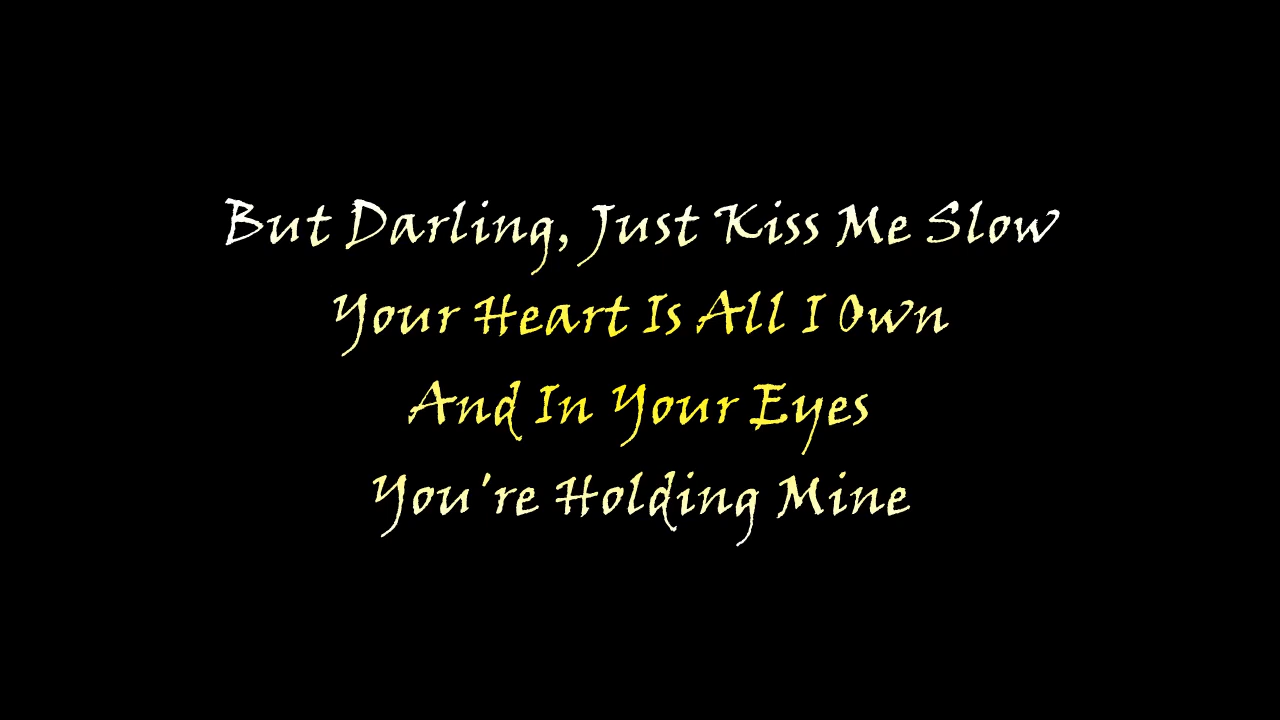 But Darling, Just Kiss Me Slow
Your Heart Is All I Own
And In Your Eyes
You're Holding Mine